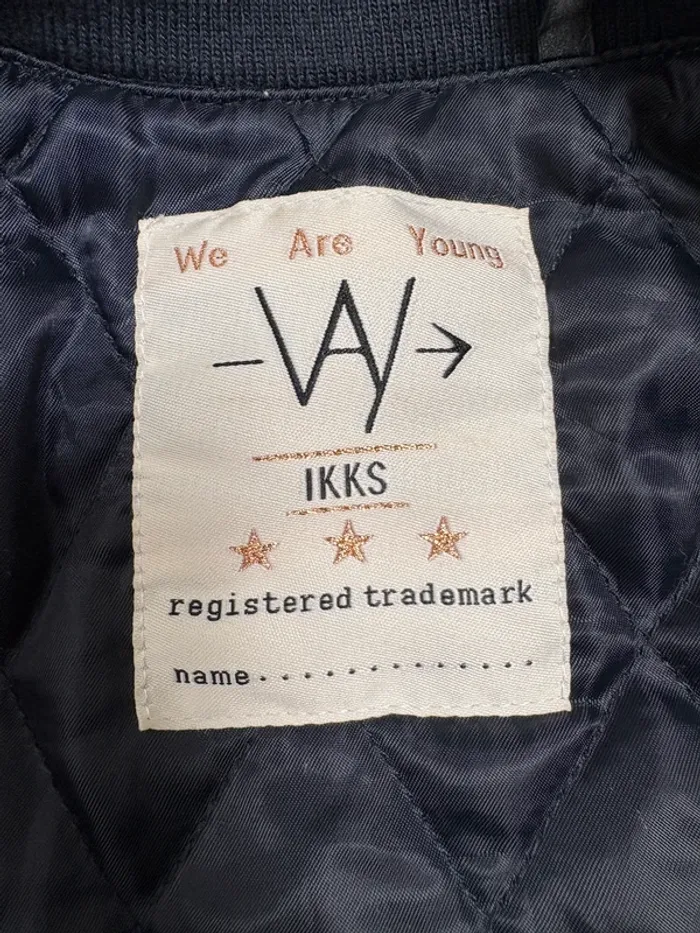 We Are Young
WAY
IKKS
registered trademark
name.............